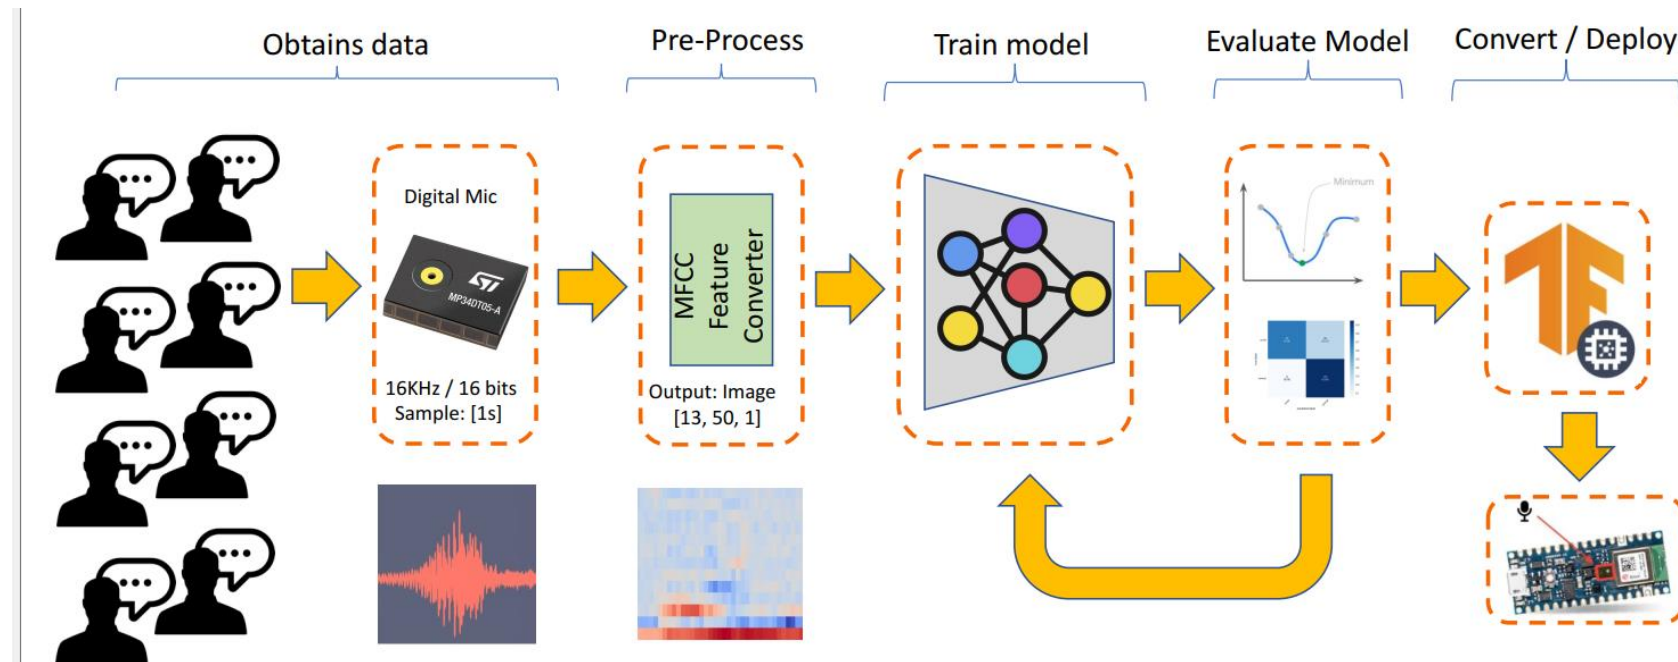 Obtains data
Pre-Process
Train model
Evaluate Model
Convert / Deploy
Digital Mic
MP34DT05-A
16KHz / 16 bits
Sample: [1s]
MFCC
Feature
Converter
Output: Image
[13, 50, 1]
Minimum